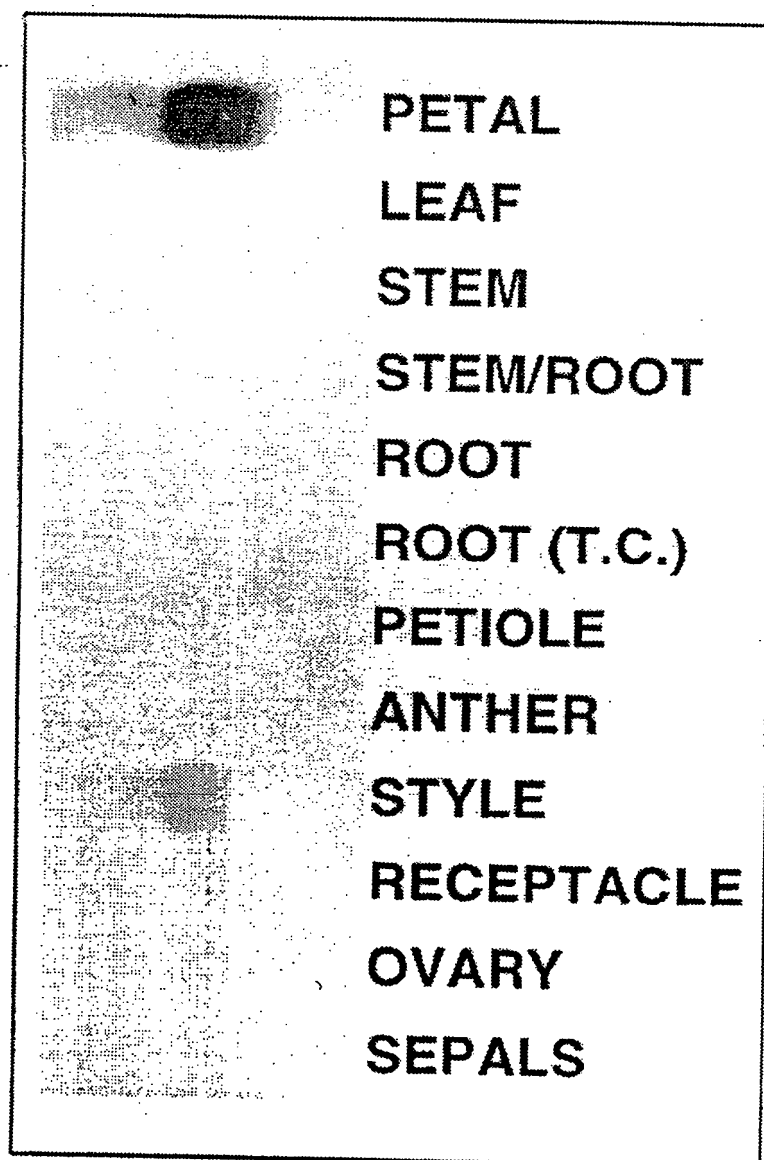 PETAL
LEAF
STEM
STEM/ROOT
ROOT
ROOT (T.C.)
PETIOLE
ANTHER
STYLE
RECEPTACLE
OVARY
SEPALS